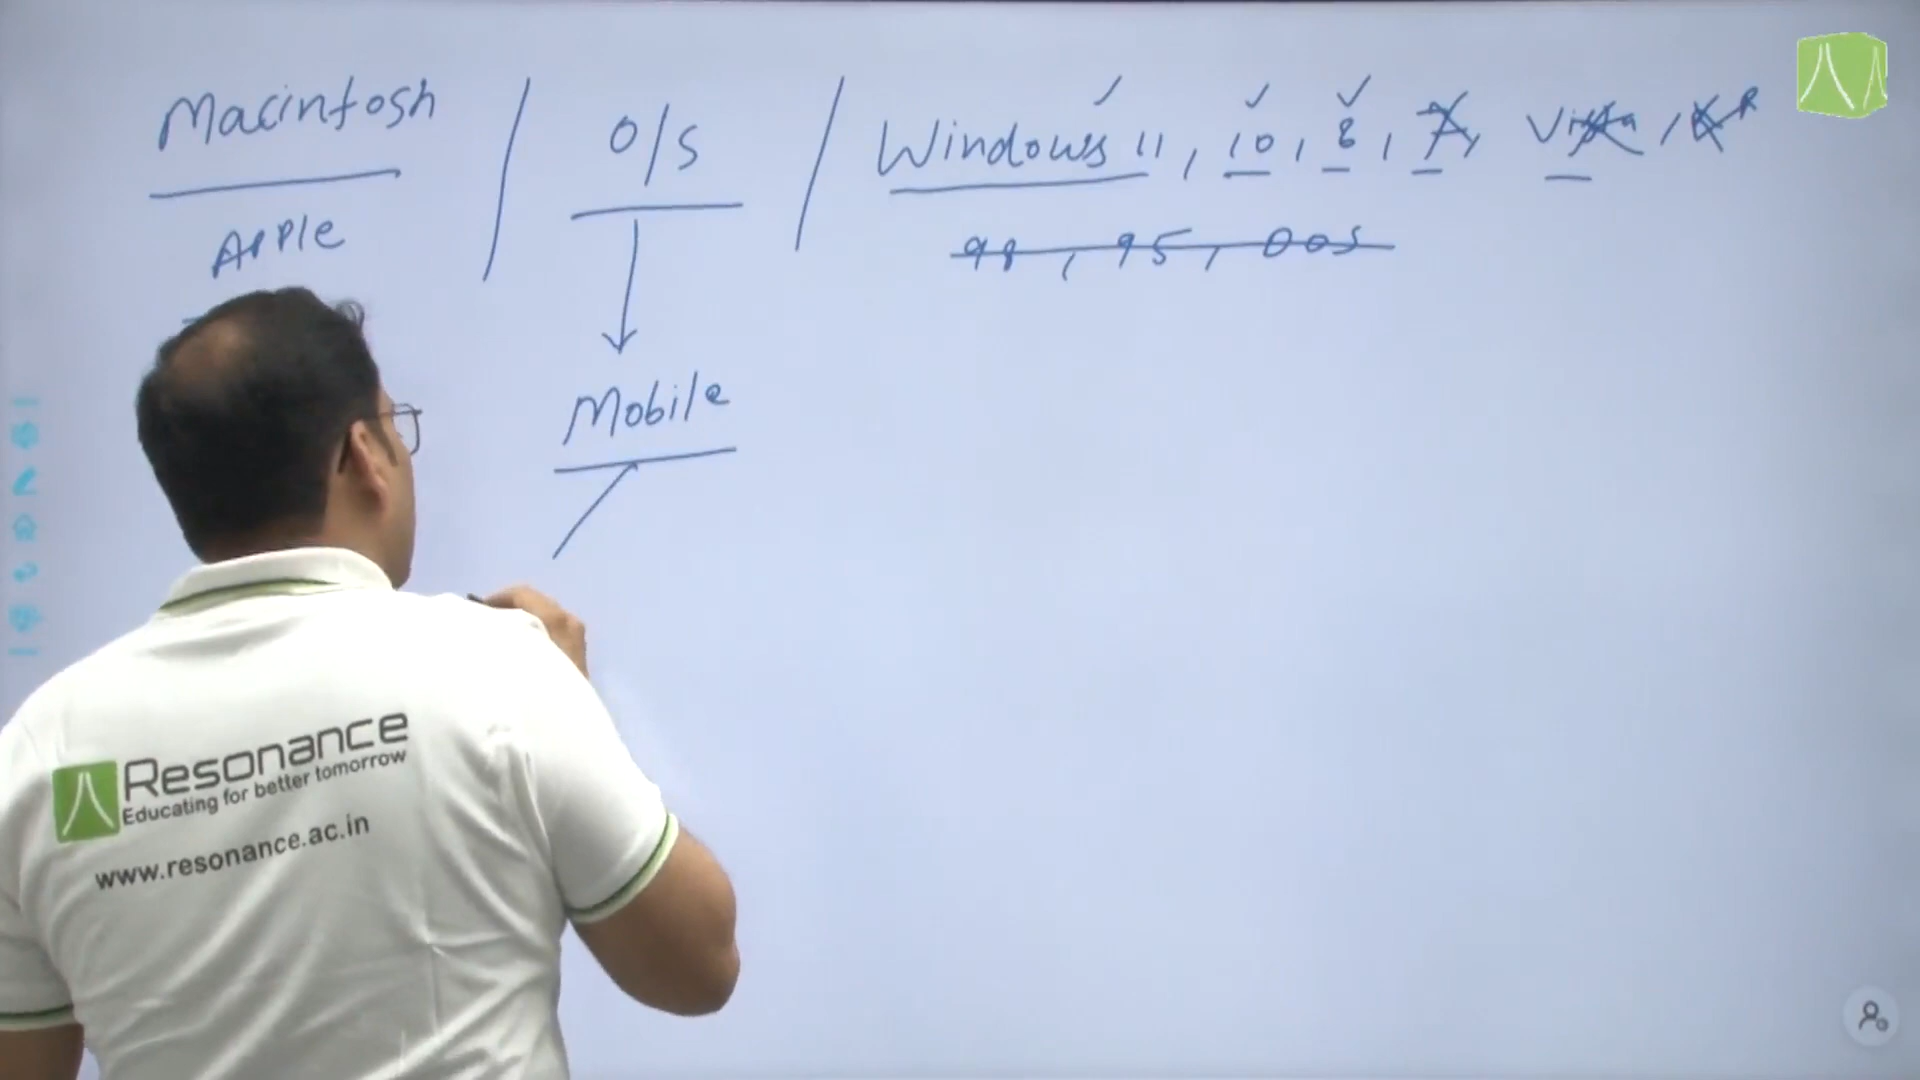 Macintosh / O/S / Windows 11, 10, 8, 7, Vista, XP
Apple
98, 95, DOS
Mobile
Resonance
Educating for better tomorrow
www.resonance.ac.in